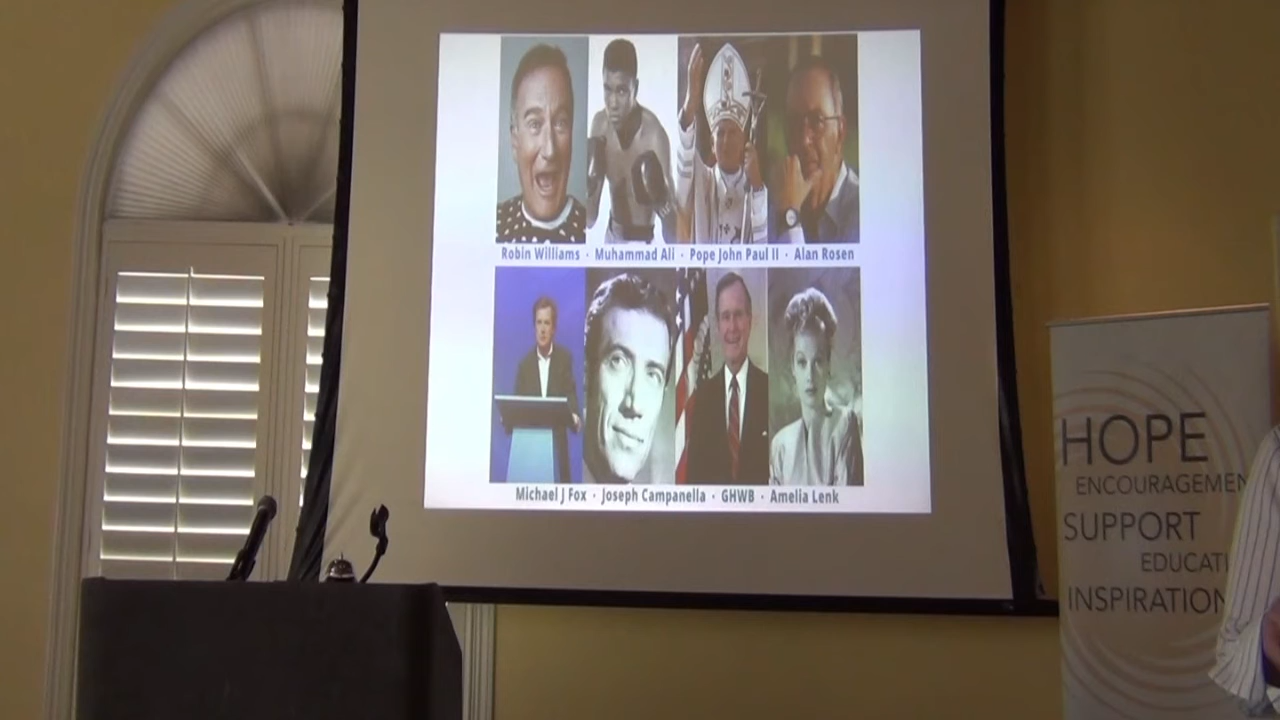 Robin Williams · Muhammad Ali · Pope John Paul II · Alan Rosen
Michael J Fox · Joseph Campanella · GHWB · Amelia Lenk
HOPE
ENCOURAGEMEN
SUPPORT
EDUCATI
INSPIRATION